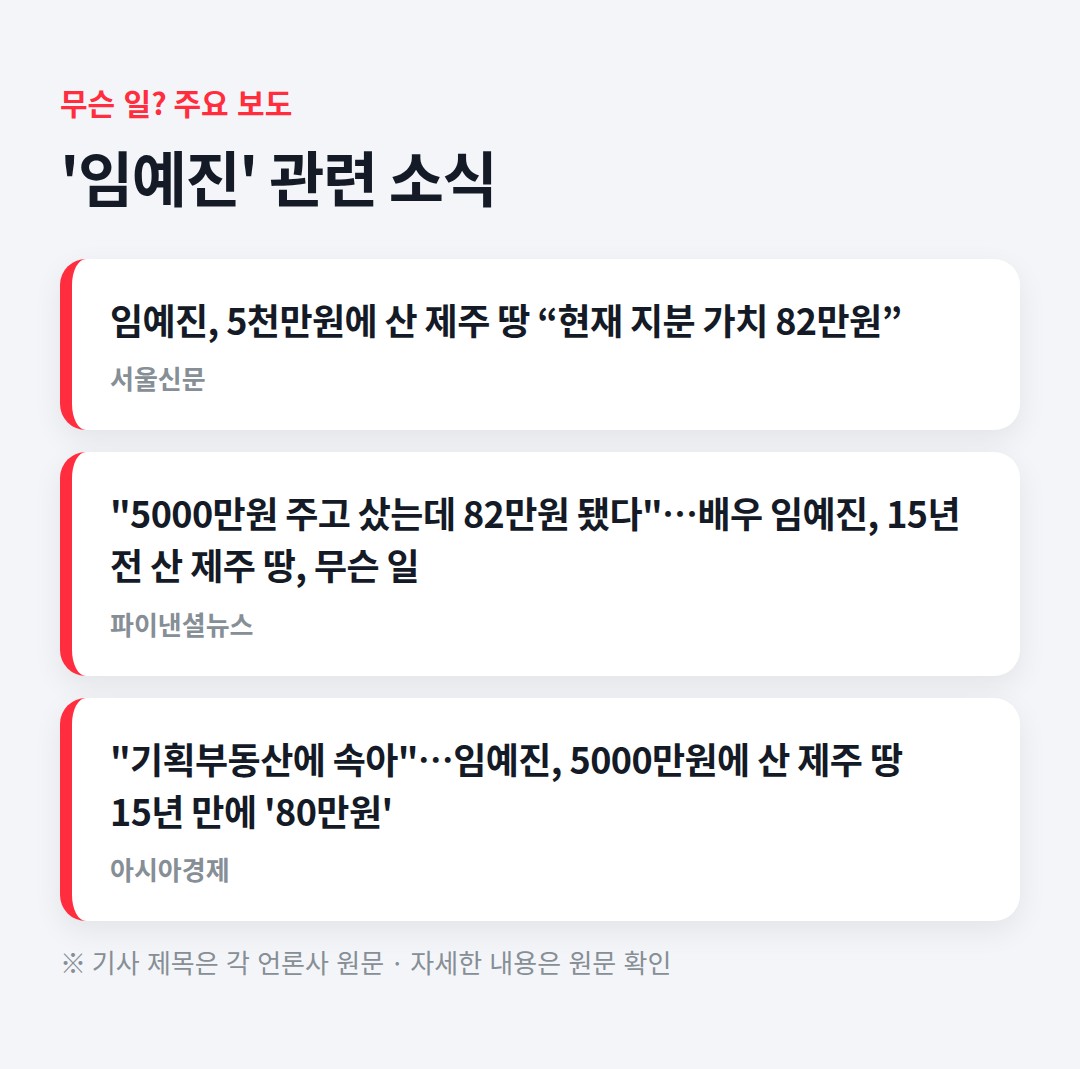 무슨 일? 주요 보도
'임예진' 관련 소식
임예진, 5천만원에 산 제주 땅 “현재 지분 가치 82만원”
서울신문
"5000만원 주고 샀는데 82만원 됐다"…배우 임예진, 15년
전 산 제주 땅, 무슨 일
파이낸셜뉴스
"기획부동산에 속아"…임예진, 5000만원에 산 제주 땅
15년 만에 '80만원'
아시아경제
※ 기사 제목은 각 언론사 원문 · 자세한 내용은 원문 확인